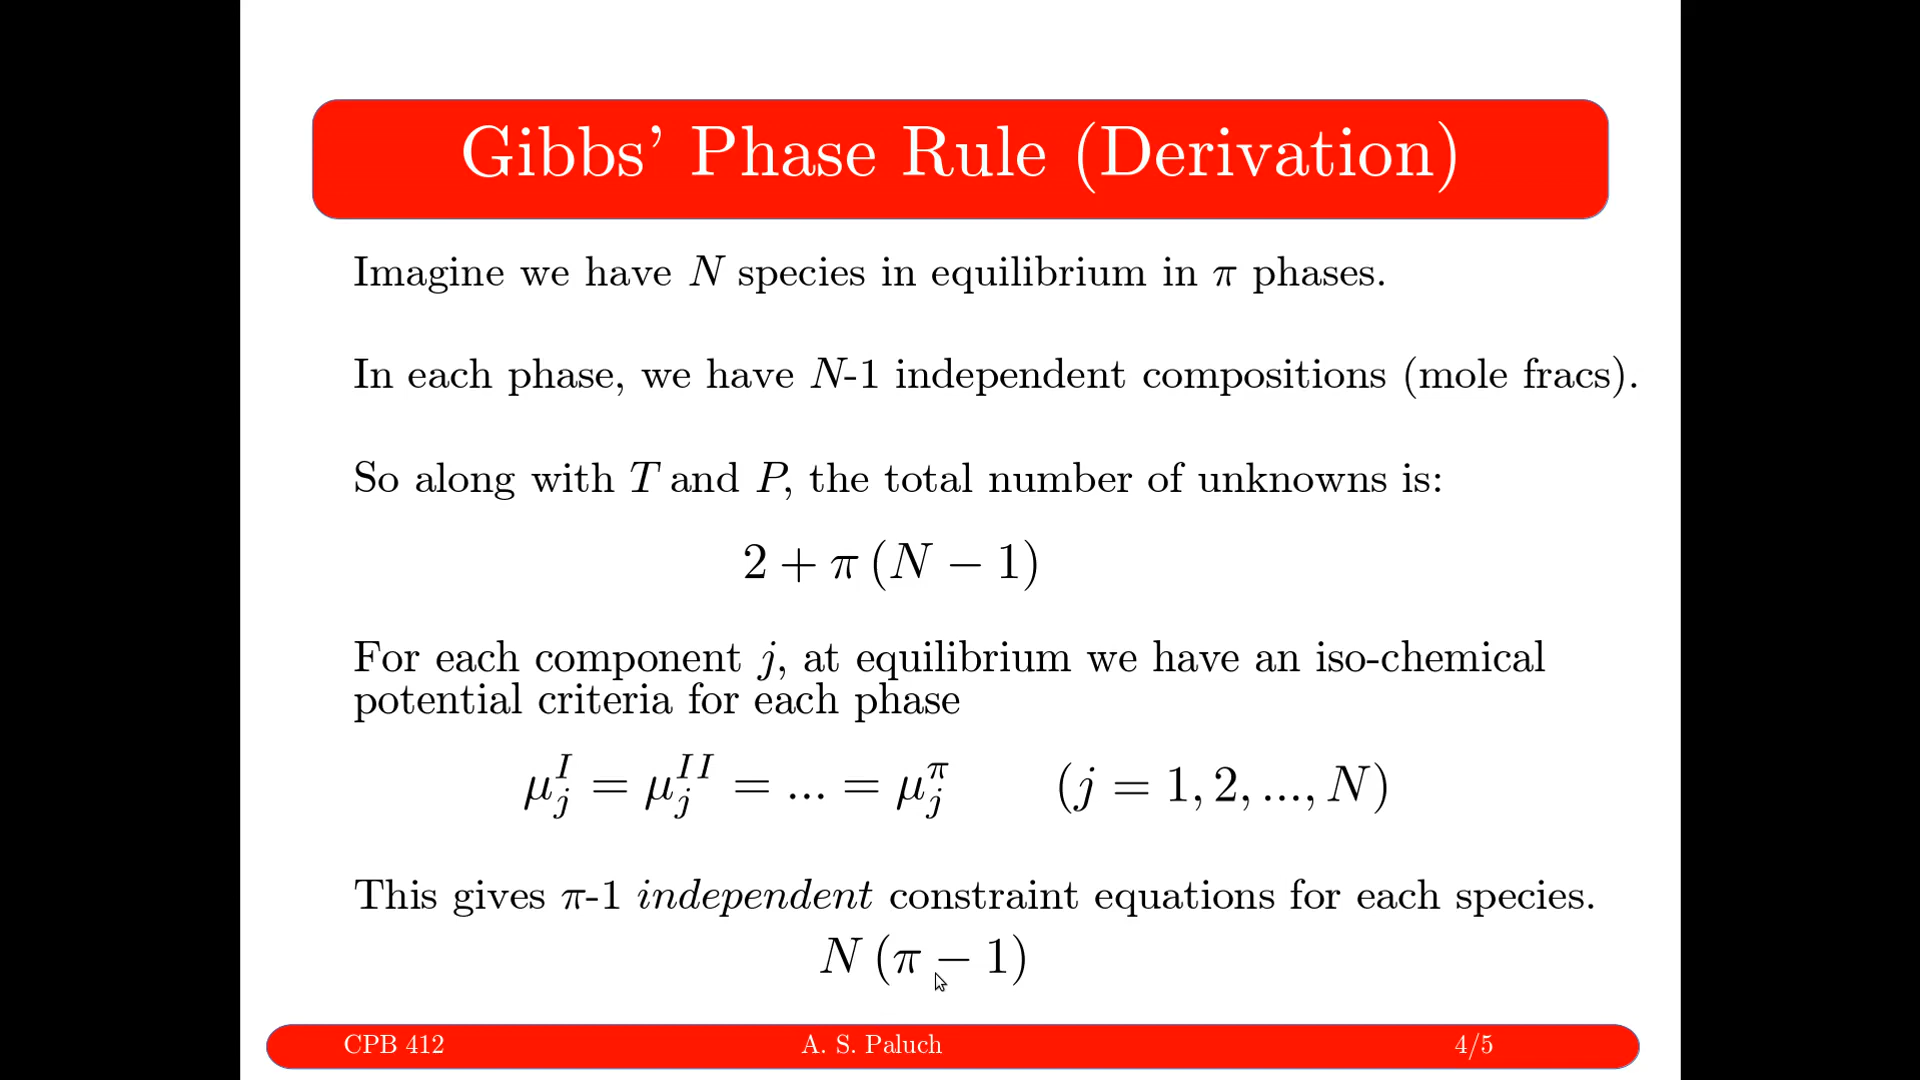 Gibbs’ Phase Rule (Derivation)
Imagine we have N species in equilibrium in π phases.
In each phase, we have N-1 independent compositions (mole fracs).
So along with T and P, the total number of unknowns is:
2 + π (N − 1)
For each component j, at equilibrium we have an iso-chemical
potential criteria for each phase
μ_j^I = μ_j^{II} = ... = μ_j^π (j = 1, 2, ..., N)
This gives π-1 independent constraint equations for each species.
N (π − 1)
CPB 412 A. S. Paluch 4/5